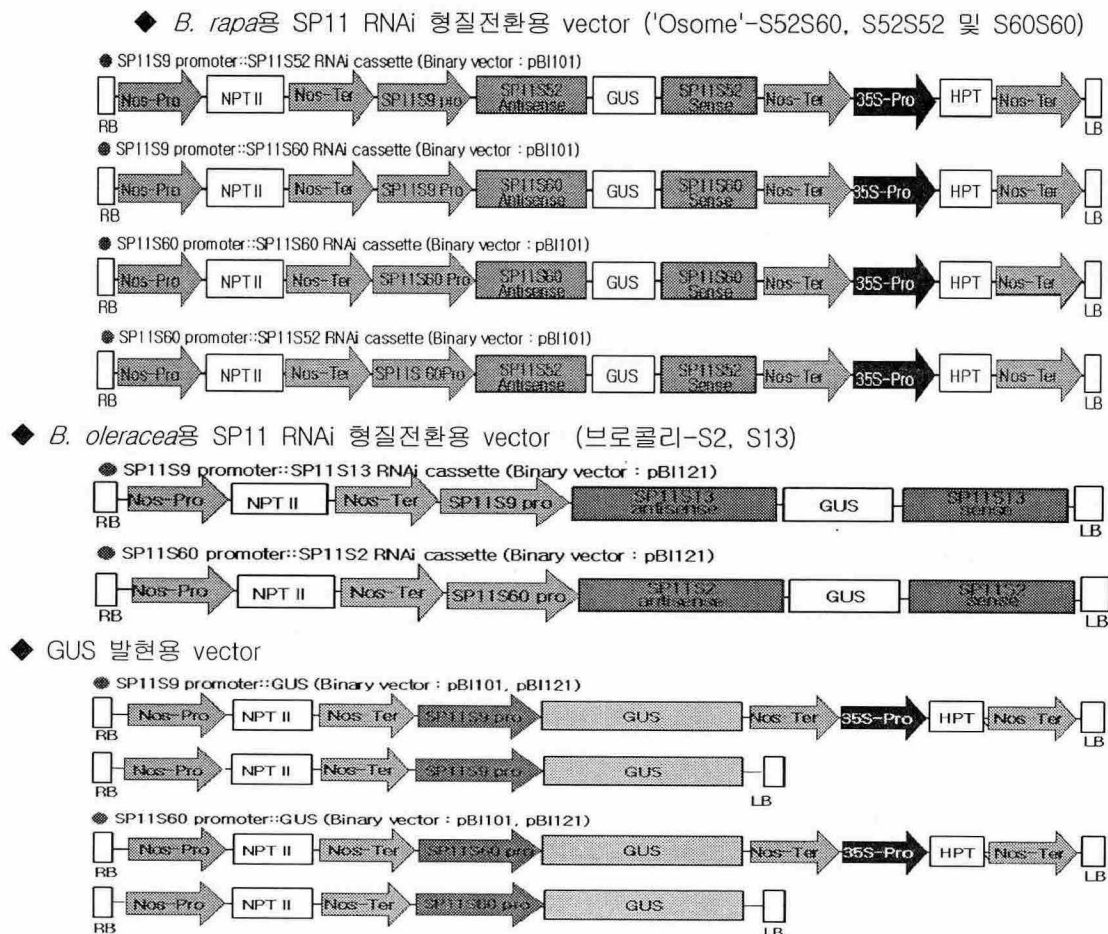 ◆ B. rapa용 SP11 RNAi 형질전환용 vector ('Osome'-S52S60, S52S52 및 S60S60)
● SP11S9 promoter::SP11S52 RNAi cassette (Binary vector : pBI101)
Nos-Pro NPT II Nos-Ter SP11S9 pro SP11S52 Antisense GUS SP11S52 Sense Nos-Ter 35S-Pro HPT Nos-Ter
RB LB
● SP11S9 promoter::SP11S60 RNAi cassette (Binary vector : pBI101)
Nos-Pro NPT II Nos-Ter SP11S9 Pro SP11S60 Antisense GUS SP11S60 Sense Nos-Ter 35S-Pro HPT Nos-Ter
RB LB
● SP11S60 promoter::SP11S60 RNAi cassette (Binary vector : pBI101)
Nos-Pro NPT II Nos-Ter SP11S60 Pro SP11S60 Antisense GUS SP11S60 Sense Nos-Ter 35S-Pro HPT Nos-Ter
RB LB
● SP11S60 promoter::SP11S52 RNAi cassette (Binary vector : pBI101)
Nos-Pro NPT II Nos-Ter SP11S 60Pro SP11S52 Antisense GUS SP11S52 Sense Nos-Ter 35S-Pro HPT Nos-Ter
RB LB
◆ B. oleracea용 SP11 RNAi 형질전환용 vector (브로콜리-S2, S13)
● SP11S9 promoter::SP11S13 RNAi cassette (Binary vector : pBI121)
Nos-Pro NPT II Nos-Ter SP11S9 pro SP11S13 antisense GUS SP11S13 sense
RB LB
● SP11S60 promoter::SP11S2 RNAi cassette (Binary vector : pBI121)
Nos-Pro NPT II Nos-Ter SP11S60 pro SP11S2 antisense GUS SP11S2 sense
RB LB
◆ GUS 발현용 vector
● SP11S9 promoter::GUS (Binary vector : pBI101, pBI121)
Nos-Pro NPT II Nos-Ter SP11S9 pro GUS Nos-Ter 35S-Pro HPT Nos-Ter
RB LB
Nos-Pro NPT II Nos-Ter SP11S9 pro GUS
RB LB
● SP11S60 promoter::GUS (Binary vector : pBI101, pBI121)
Nos-Pro NPT II Nos-Ter SP11S60 pro GUS Nos-Ter 35S-Pro HPT Nos-Ter
RB LB
Nos-Pro NPT II Nos-Ter SP11S60 pro GUS
RB LB